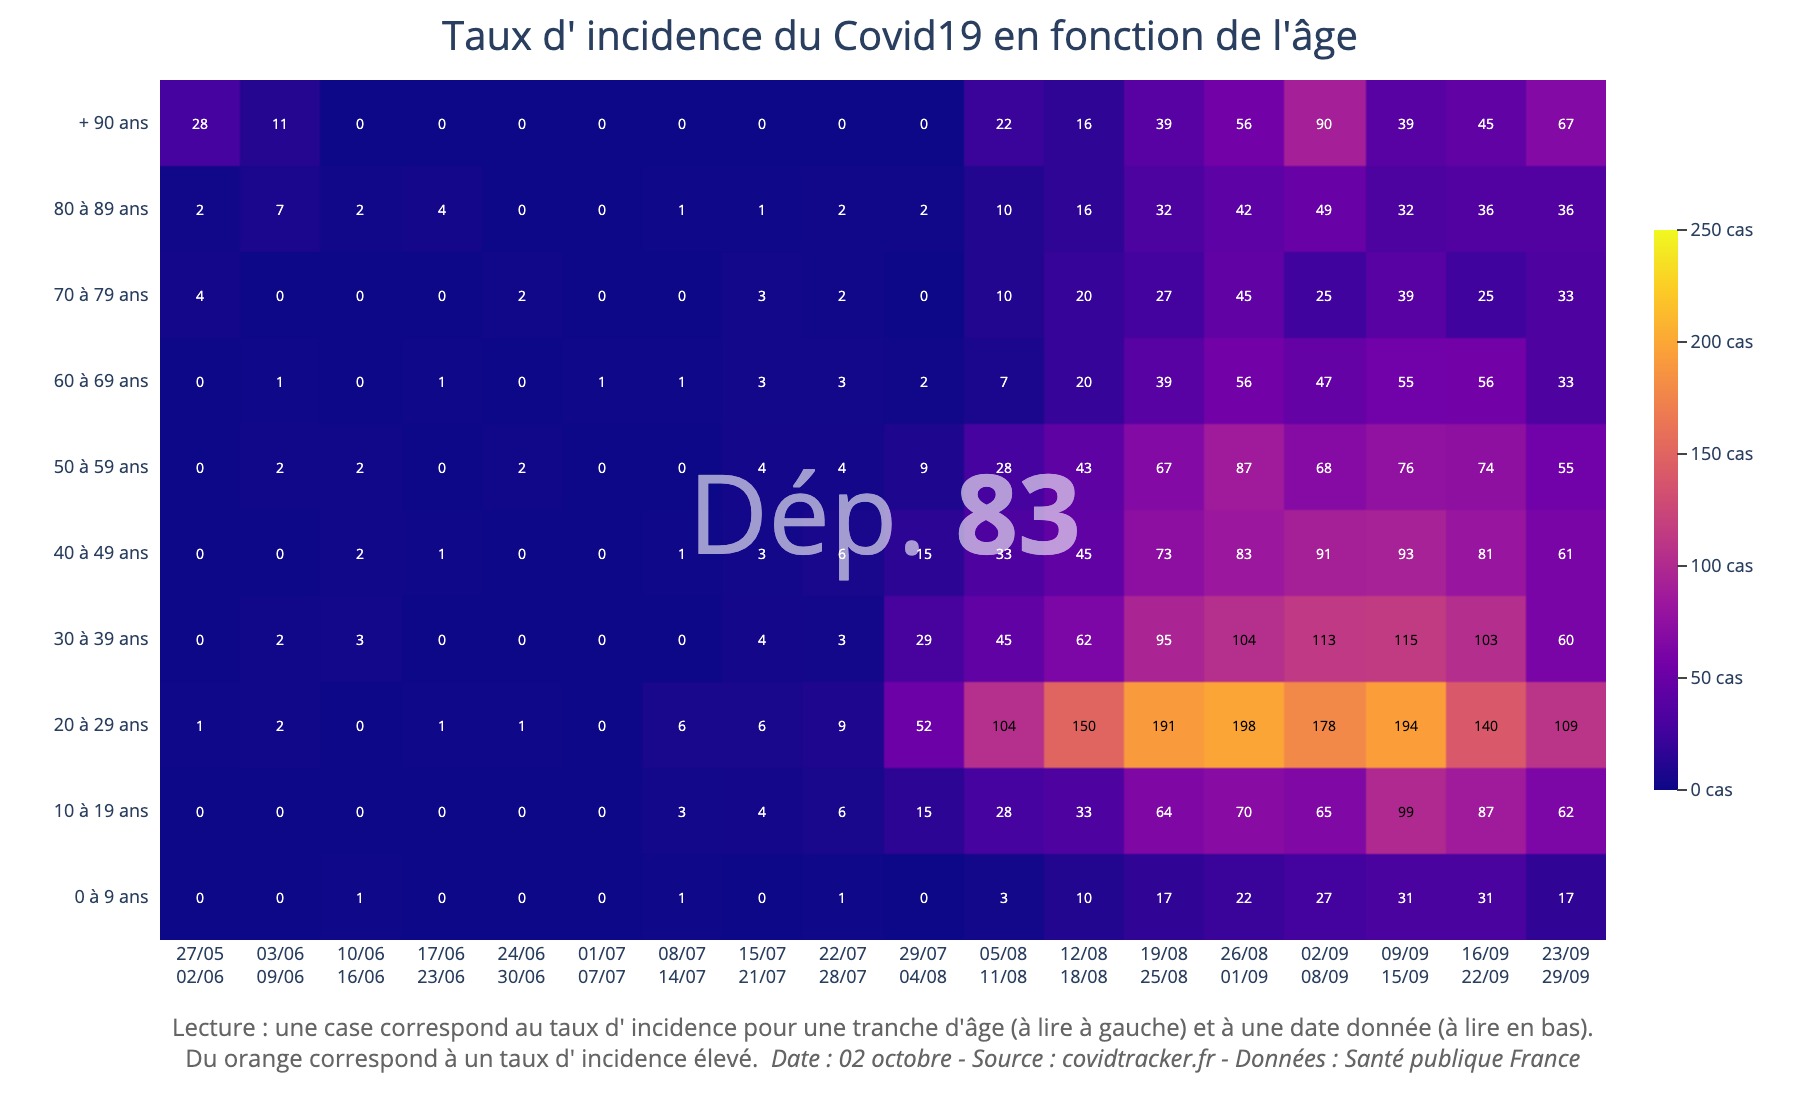 Taux d' incidence du Covid19 en fonction de l'âge
+ 90 ans 28 11 0 0 0 0 0 0 0 0 22 16 39 56 90 39 45 67
80 à 89 ans 2 7 2 4 0 0 1 1 2 2 10 16 32 42 49 32 36 36
70 à 79 ans 4 0 0 0 2 0 0 3 2 0 10 20 27 45 25 39 25 33
60 à 69 ans 0 1 0 1 0 1 1 3 3 2 7 20 39 56 47 55 56 33
50 à 59 ans 0 2 2 0 2 0 0 4 4 9 28 43 67 87 68 76 74 55
Dép. 83
40 à 49 ans 0 0 2 1 0 0 1 3 6 15 33 45 73 83 91 93 81 61
30 à 39 ans 0 2 3 0 0 0 0 4 3 29 45 62 95 104 113 115 103 60
20 à 29 ans 1 2 0 1 1 0 6 6 9 52 104 150 191 198 178 194 140 109
10 à 19 ans 0 0 0 0 0 0 3 4 6 15 28 33 64 70 65 99 87 62
0 à 9 ans 0 0 1 0 0 0 1 0 1 0 3 10 17 22 27 31 31 17
27/05 03/06 10/06 17/06 24/06 01/07 08/07 15/07 22/07 29/07 05/08 12/08 19/08 26/08 02/09 09/09 16/09 23/09
02/06 09/06 16/06 23/06 30/06 07/07 14/07 21/07 28/07 04/08 11/08 18/08 25/08 01/09 08/09 15/09 22/09 29/09
250 cas
200 cas
150 cas
100 cas
50 cas
0 cas
Lecture : une case correspond au taux d' incidence pour une tranche d'âge (à lire à gauche) et à une date donnée (à lire en bas).
Du orange correspond à un taux d' incidence élevé. Date : 02 octobre - Source : covidtracker.fr - Données : Santé publique France